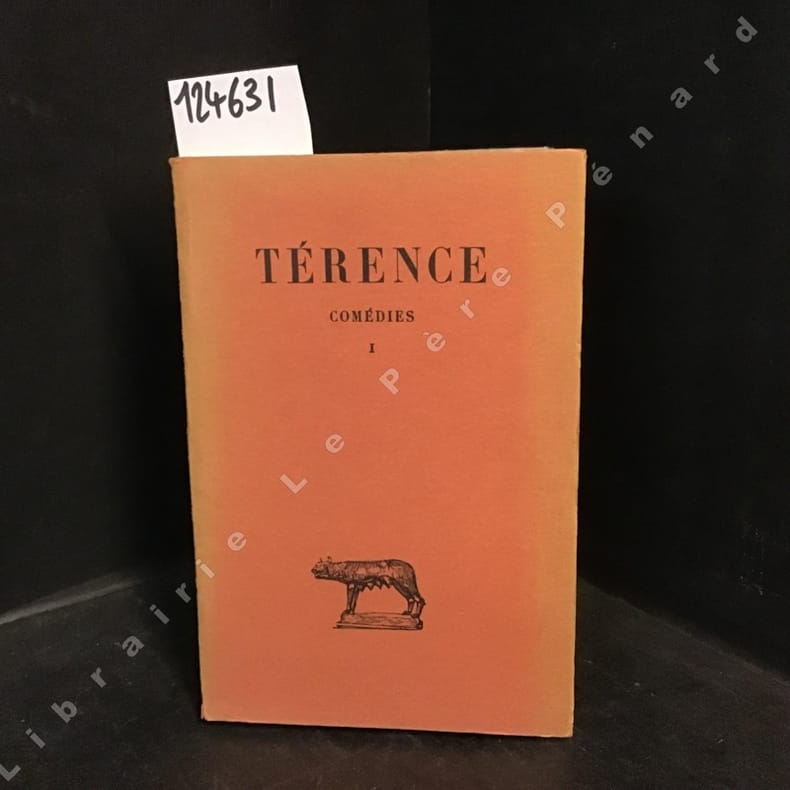 124631
TÉRENCE
COMÉDIES
I
Librairie Le Père Pénard